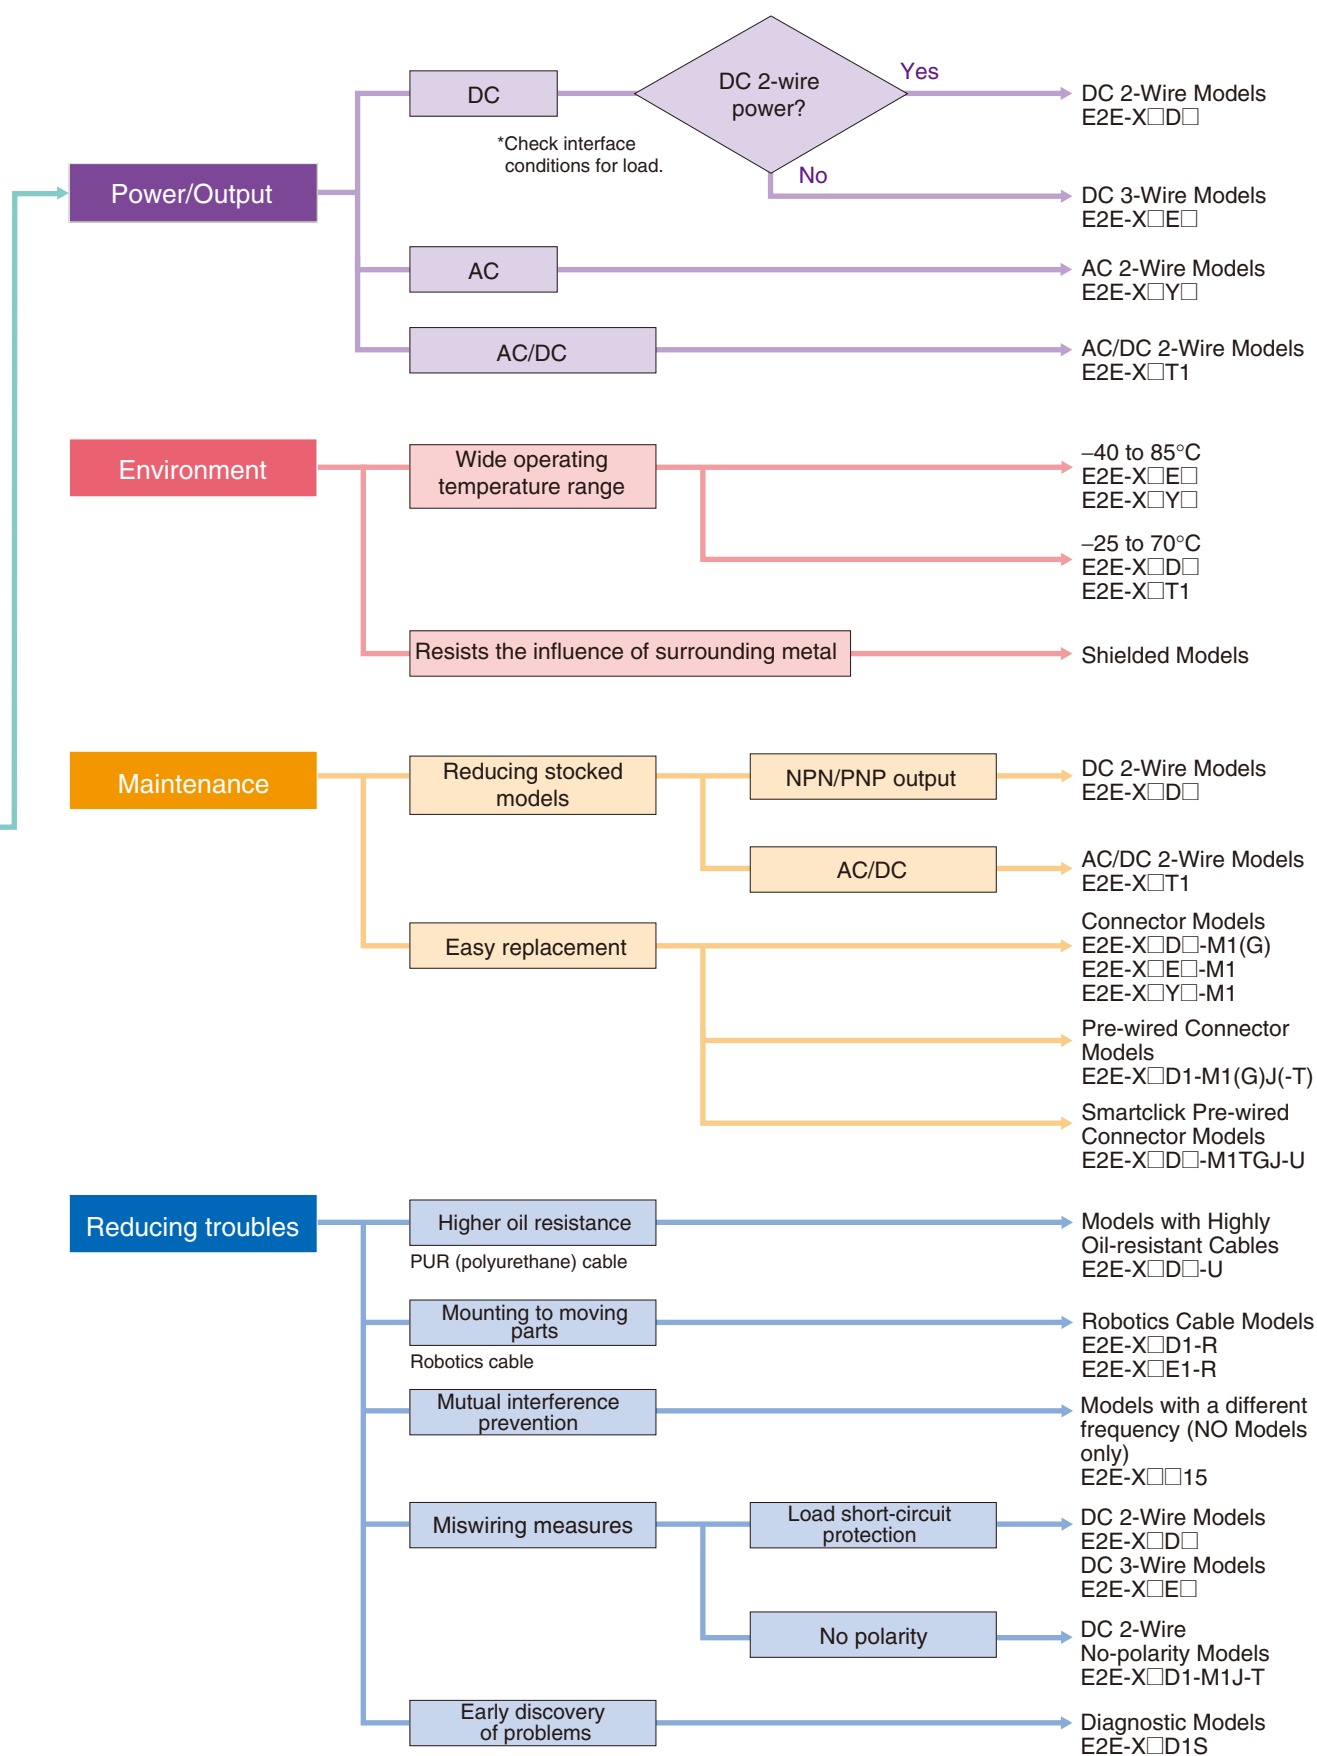 DC
DC 2-wire
power?
Yes
DC 2-Wire Models
E2E-X□D□
*Check interface
conditions for load.
No
Power/Output
DC 3-Wire Models
E2E-X□E□
AC
AC 2-Wire Models
E2E-X□Y□
AC/DC
AC/DC 2-Wire Models
E2E-X□T1
Environment
Wide operating
temperature range
–40 to 85°C
E2E-X□E□
E2E-X□Y□
–25 to 70°C
E2E-X□D□
E2E-X□T1
Resists the influence of surrounding metal
Shielded Models
Maintenance
Reducing stocked
models
NPN/PNP output
DC 2-Wire Models
E2E-X□D□
AC/DC
AC/DC 2-Wire Models
E2E-X□T1
Easy replacement
Connector Models
E2E-X□D□-M1(G)
E2E-X□E□-M1
E2E-X□Y□-M1
Pre-wired Connector
Models
E2E-X□D1-M1(G)J(-T)
Smartclick Pre-wired
Connector Models
E2E-X□D□-M1TGJ-U
Reducing troubles
Higher oil resistance
PUR (polyurethane) cable
Models with Highly
Oil-resistant Cables
E2E-X□D□-U
Mounting to moving
parts
Robotics cable
Robotics Cable Models
E2E-X□D1-R
E2E-X□E1-R
Mutual interference
prevention
Models with a different
frequency (NO Models
only)
E2E-X□□15
Miswiring measures
Load short-circuit
protection
DC 2-Wire Models
E2E-X□D□
DC 3-Wire Models
E2E-X□E□
No polarity
DC 2-Wire
No-polarity Models
E2E-X□D1-M1J-T
Early discovery
of problems
Diagnostic Models
E2E-X□D1S